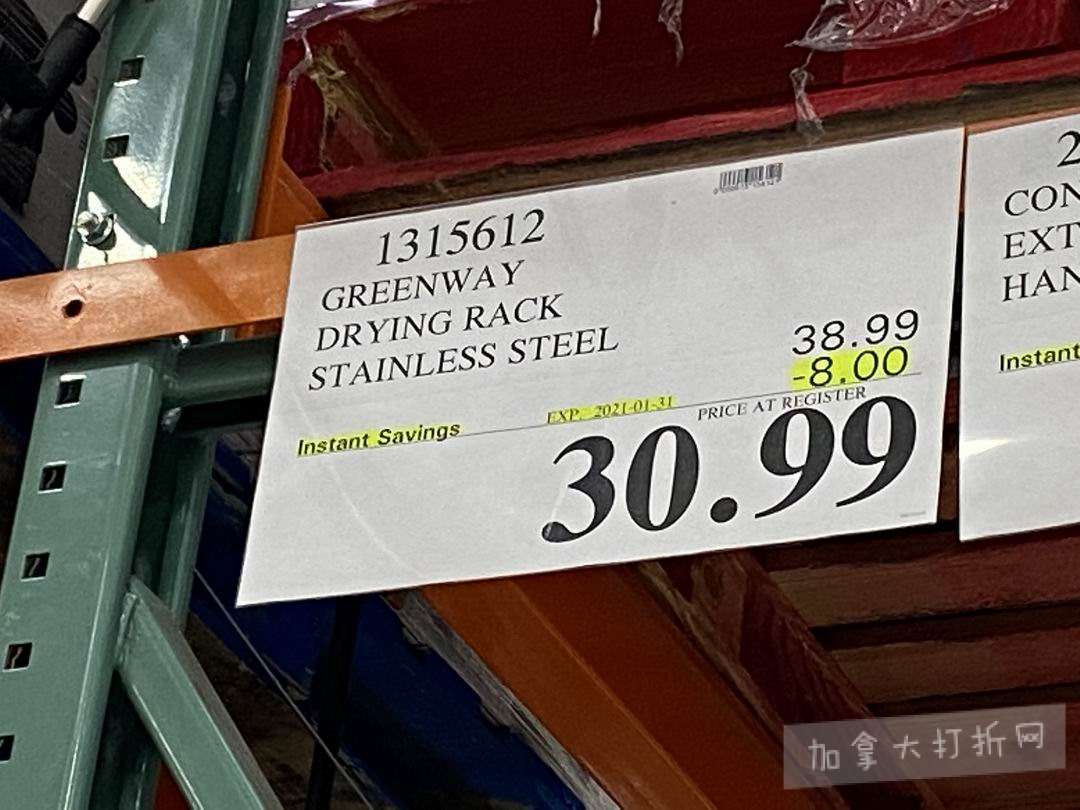 1315612
GREENWAY
DRYING RACK
STAINLESS STEEL
38.99
-8.00
Instant Savings
EXP. 2021-01-31
PRICE AT REGISTER
30.99
2
CON
EXT
HAN
Instant
加拿大打折网